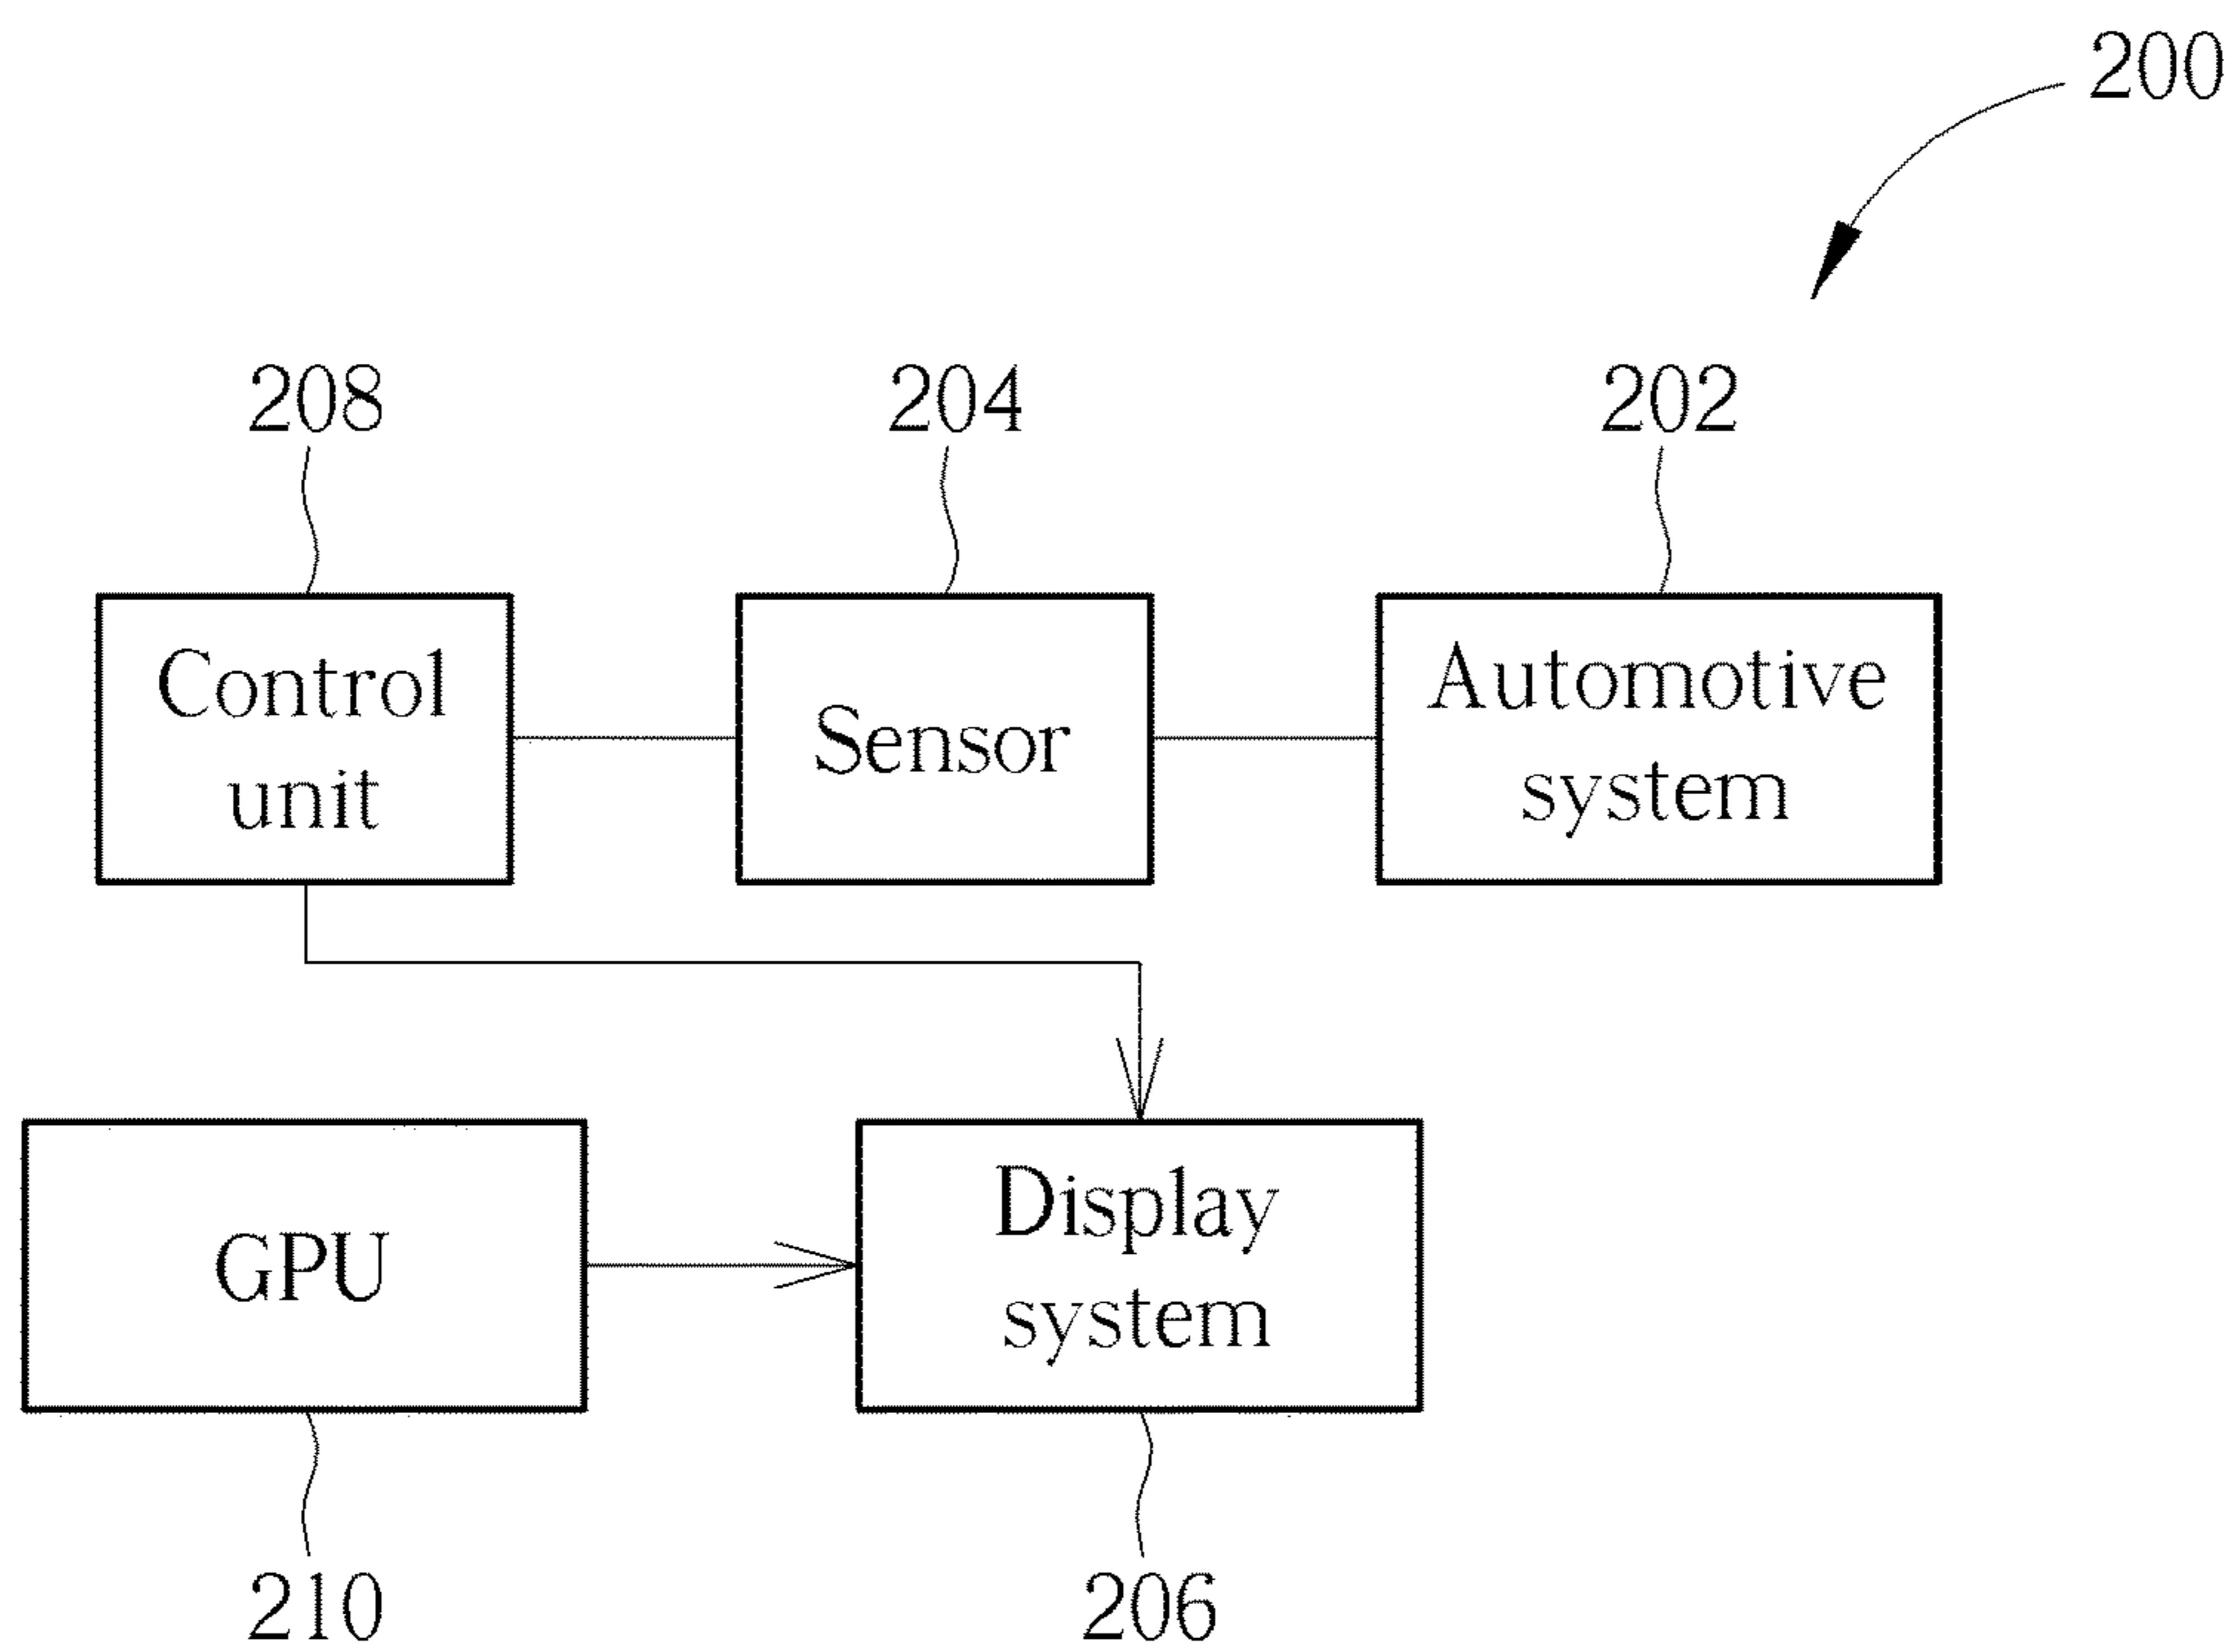 200
208
204
202
Control
unit
Sensor
Automotive
system
GPU
Display
system
210
206